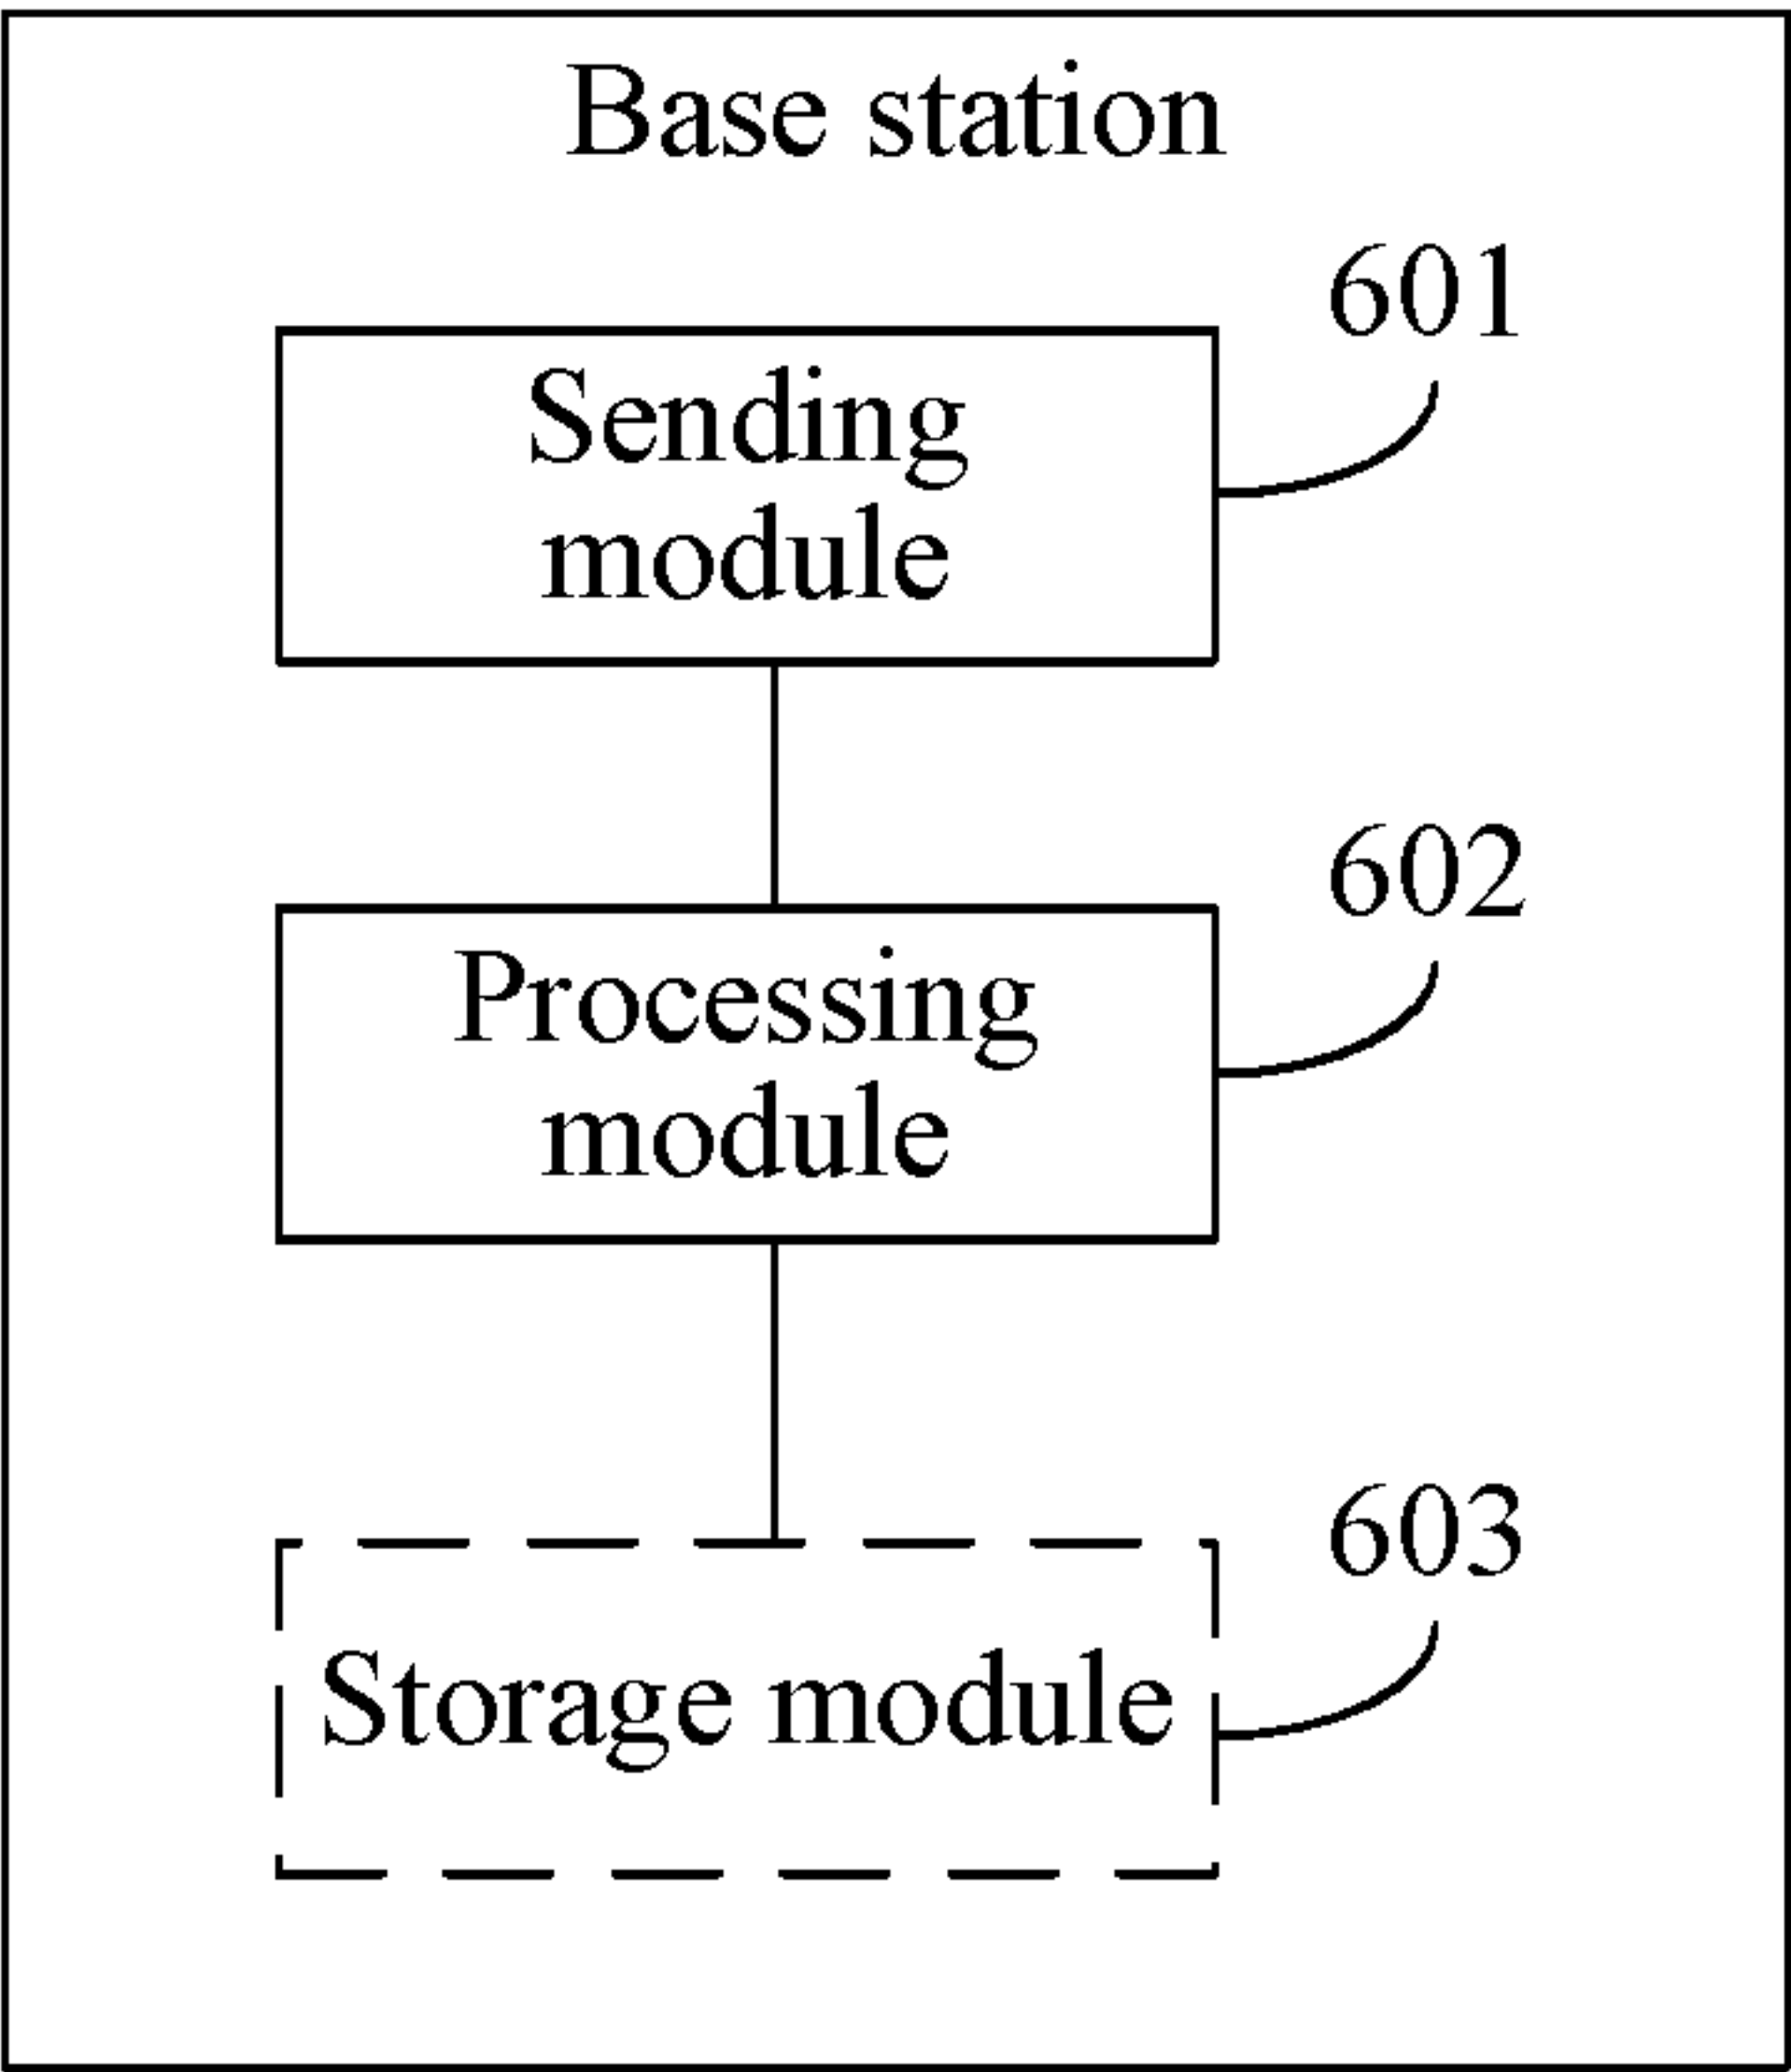 Base station
601
Sending
module
602
Processing
module
603
Storage module